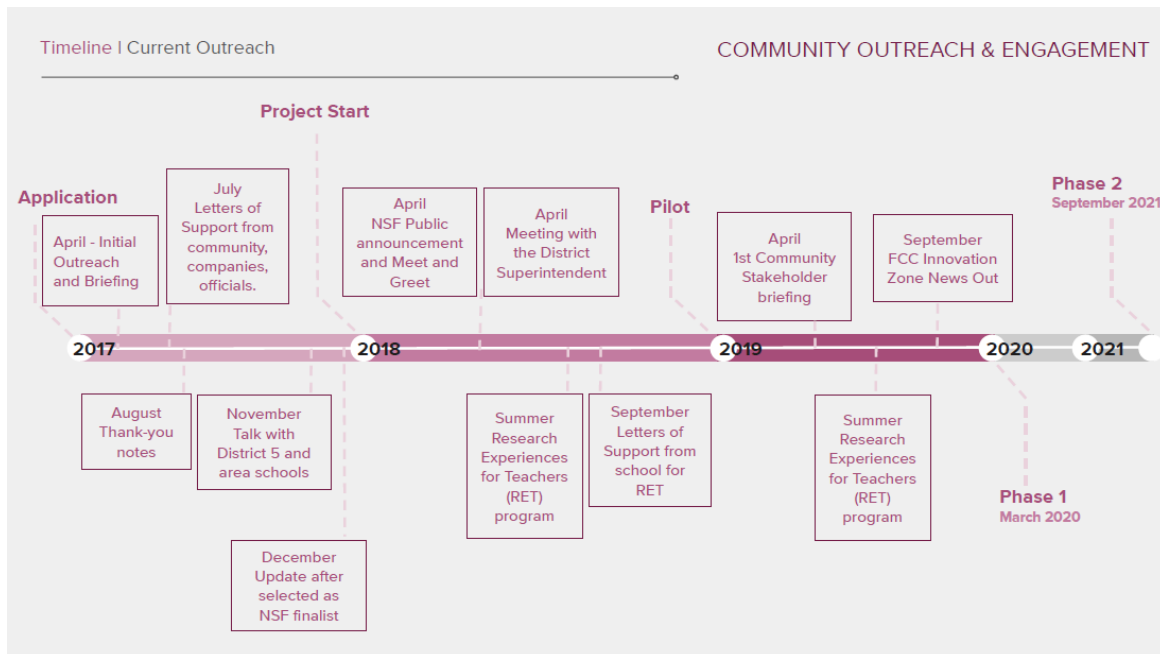 Timeline | Current Outreach
COMMUNITY OUTREACH & ENGAGEMENT
Project Start
Application
April - Initial
Outreach
and Briefing
July
Letters of
Support from
community,
companies,
officials.
April
NSF Public
announcement
and Meet and
Greet
April
Meeting with
the District
Superintendent
Pilot
April
1st Community
Stakeholder
briefing
September
FCC Innovation
Zone News Out
Phase 2
September 2021
2017
2018
2019
2020
2021
August
Thank-you
notes
November
Talk with
District 5 and
area schools
December
Update after
selected as
NSF finalist
Summer
Research
Experiences
for Teachers
(RET)
program
September
Letters of
Support from
school for
RET
Summer
Research
Experiences
for Teachers
(RET)
program
Phase 1
March 2020